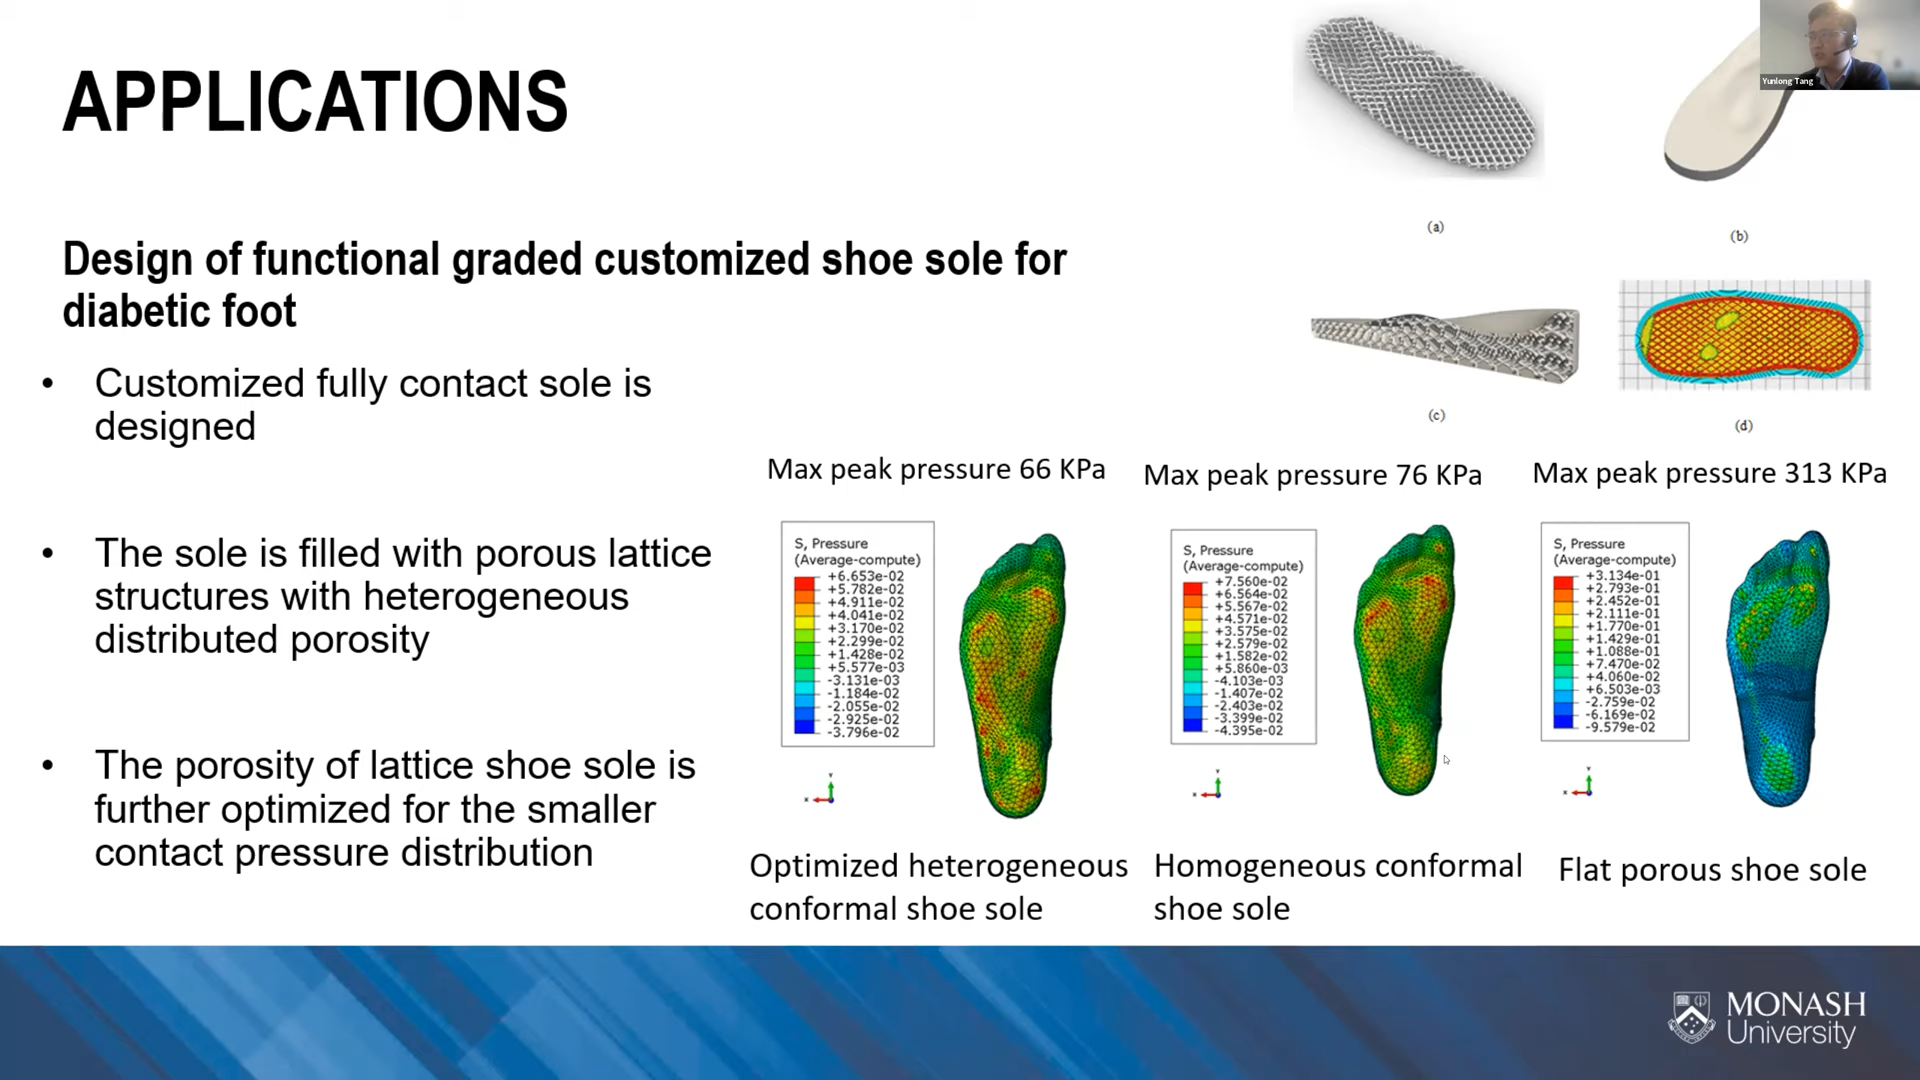 APPLICATIONS
Yunlong Tang
Design of functional graded customized shoe sole for
diabetic foot
• Customized fully contact sole is
designed
• The sole is filled with porous lattice
structures with heterogeneous
distributed porosity
• The porosity of lattice shoe sole is
further optimized for the smaller
contact pressure distribution
(a)
(b)
(c)
(d)
Max peak pressure 66 KPa
S, Pressure
(Average-compute)
+6.653e-02
+5.782e-02
+4.911e-02
+4.041e-02
+3.170e-02
+2.299e-02
+1.428e-02
+5.577e-03
-3.131e-03
-1.184e-02
-2.055e-02
-2.925e-02
-3.796e-02
Y
X
Optimized heterogeneous
conformal shoe sole
Max peak pressure 76 KPa
S, Pressure
(Average-compute)
+7.560e-02
+6.564e-02
+5.567e-02
+4.571e-02
+3.575e-02
+2.579e-02
+1.582e-02
+5.860e-03
-4.103e-03
-1.407e-02
-2.403e-02
-3.399e-02
-4.395e-02
Y
X
Homogeneous conformal
shoe sole
Max peak pressure 313 KPa
S, Pressure
(Average-compute)
+3.134e-01
+2.793e-01
+2.452e-01
+2.111e-01
+1.770e-01
+1.429e-01
+1.088e-01
+7.470e-02
+4.060e-02
+6.503e-03
-2.759e-02
-6.169e-02
-9.579e-02
Y
X
Flat porous shoe sole
MONASH
University